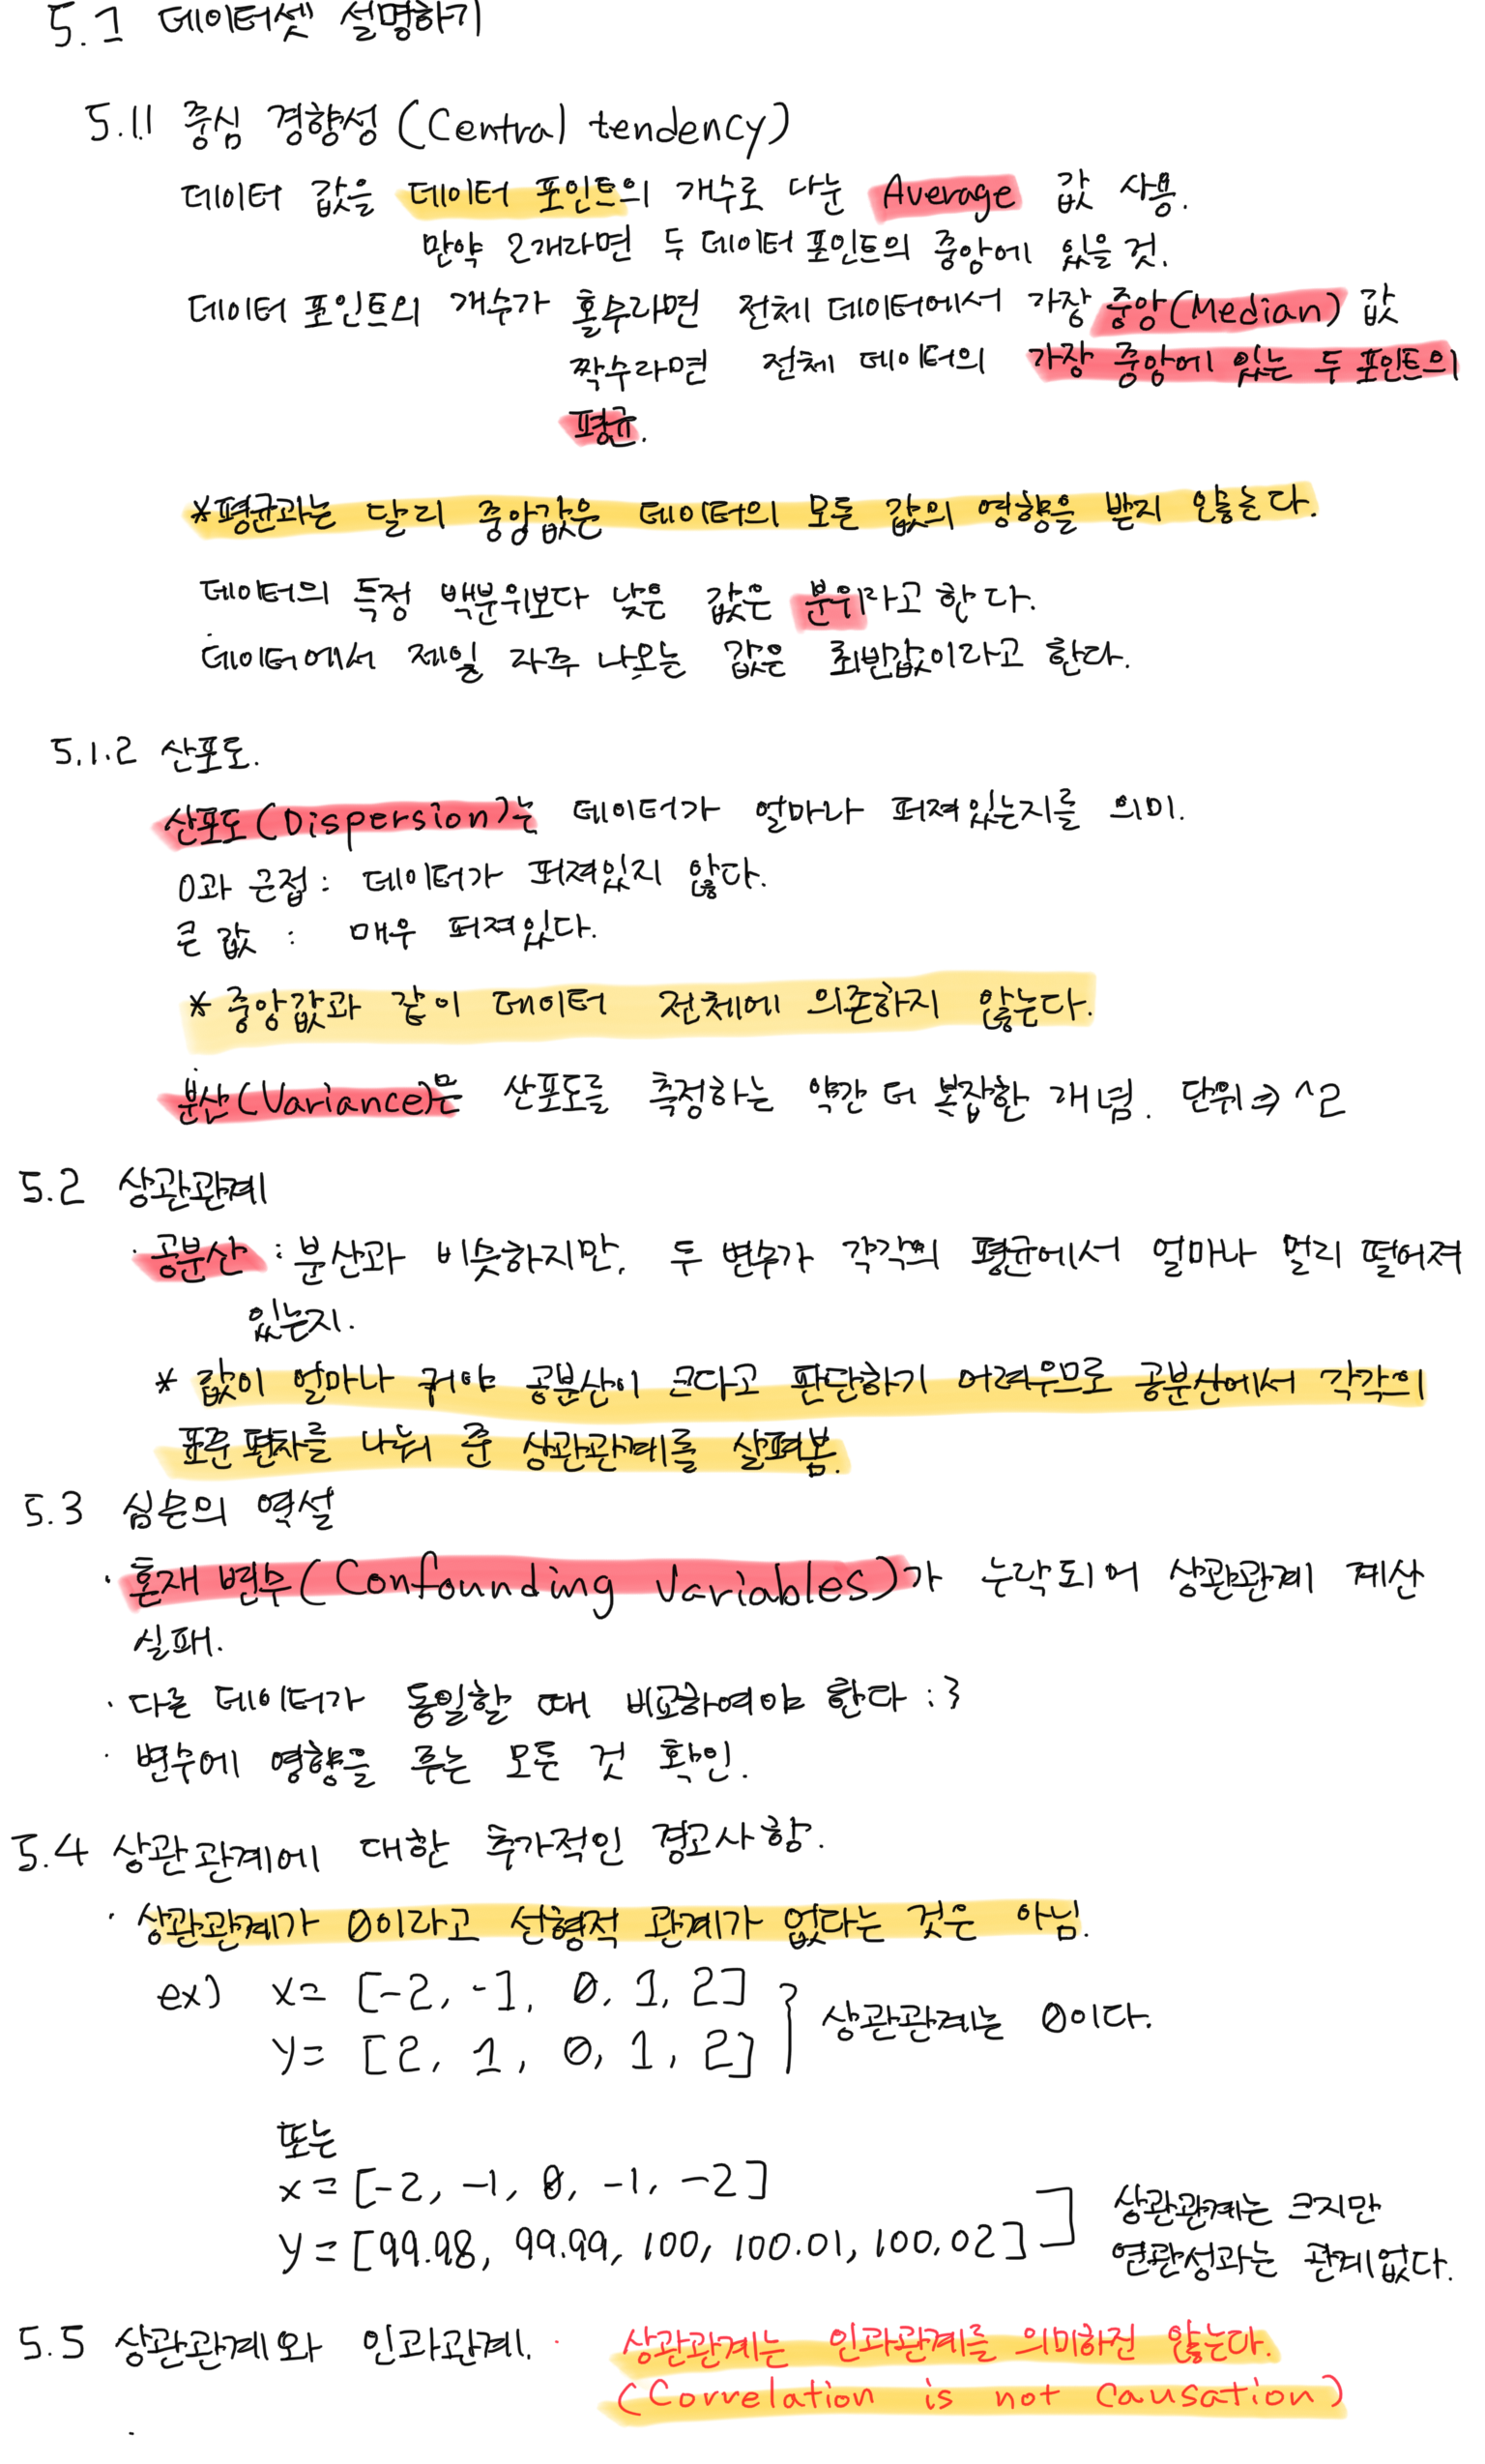 5.1 데이터셋 설명하기
5.1.1 중심 경향성 (Central tendency)
데이터 값을 데이터 포인트의 개수로 나눈 Average 값 사용.
만약 2개라면 두 데이터 포인트의 중앙에 있을 것.
데이터 포인트의 개수가 홀수라면 전체 데이터에서 가장 중앙(Median) 값
짝수라면 전체 데이터의 가장 중앙에 있는 두 포인트의
평균.
*평균과는 달리 중앙값은 데이터의 모든 값의 영향을 받지 않는다.
데이터의 특정 백분위보다 낮은 값은 분위라고 한다.
데이터에서 제일 자주 나오는 값은 최빈값이라고 한다.
5.1.2 산포도.
산포도(Dispersion)는 데이터가 얼마나 퍼져있는지를 의미.
0과 근접 : 데이터가 퍼져있지 않다.
큰 값 : 매우 퍼져있다.
* 중앙값과 같이 데이터 전체에 의존하지 않는다.
분산(Variance)은 산포도를 측정하는 약간 더 복잡한 개념. 단위⇒ ^2
5.2 상관관계
· 공분산 : 분산과 비슷하지만, 두 변수가 각각의 평균에서 얼마나 멀리 떨어져
있는지.
* 값이 얼마나 커야 공분산이 크다고 판단하기 어려우므로 공분산에서 각각의
표준 편차를 나눠 준 상관관계를 살펴봄.
5.3 심슨의 역설
· 혼재 변수(Confounding Variables)가 누락되어 상관관계 계산
실패.
· 다른 데이터가 동일할 때 비교하여야 한다 :3
· 변수에 영향을 주는 모든 것 확인.
5.4 상관 관계에 대한 추가적인 경고사항.
· 상관관계가 0이라고 선형적 관계가 없다는 것은 아님.
ex) x= [-2, -1, 0, 1, 2]
y= [2, 1, 0, 1, 2] } 상관관계는 0이다.
또는
x = [-2, -1, 0, -1, -2]
y = [99.98, 99.99, 100, 100.01, 100.02] ] 상관관계는 크지만
연관성과는 관계없다.
5.5 상관관계와 인과관계. · 상관관계는 인과관계를 의미하진 않는다.
(Correlation is not causation)